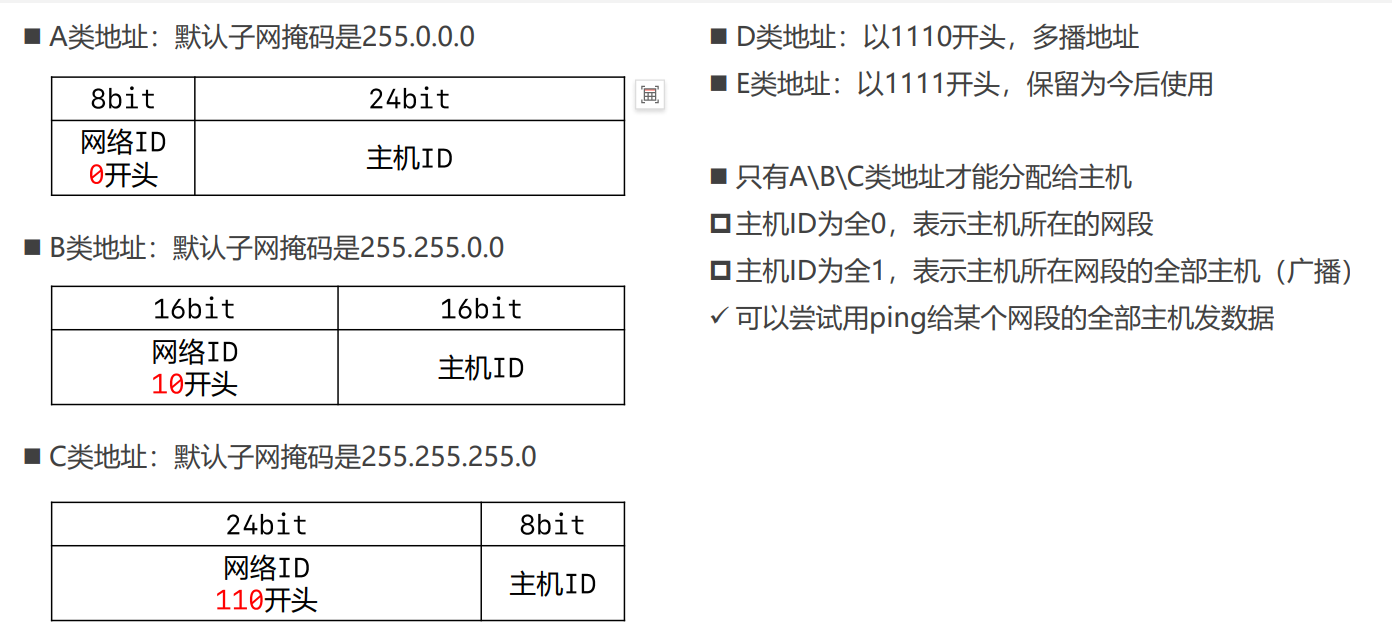 ■ A类地址：默认子网掩码是255.0.0.0
8bit 24bit
网络ID
0开头
主机ID
■ B类地址：默认子网掩码是255.255.0.0
16bit 16bit
网络ID
10开头
主机ID
■ C类地址：默认子网掩码是255.255.255.0
24bit 8bit
网络ID
110开头
主机ID
■ D类地址：以1110开头，多播地址
■ E类地址：以1111开头，保留为今后使用
■ 只有A\B\C类地址才能分配给主机
主机ID为全0，表示主机所在的网段
主机ID为全1，表示主机所在网段的全部主机（广播）
✓ 可以尝试用ping给某个网段的全部主机发数据